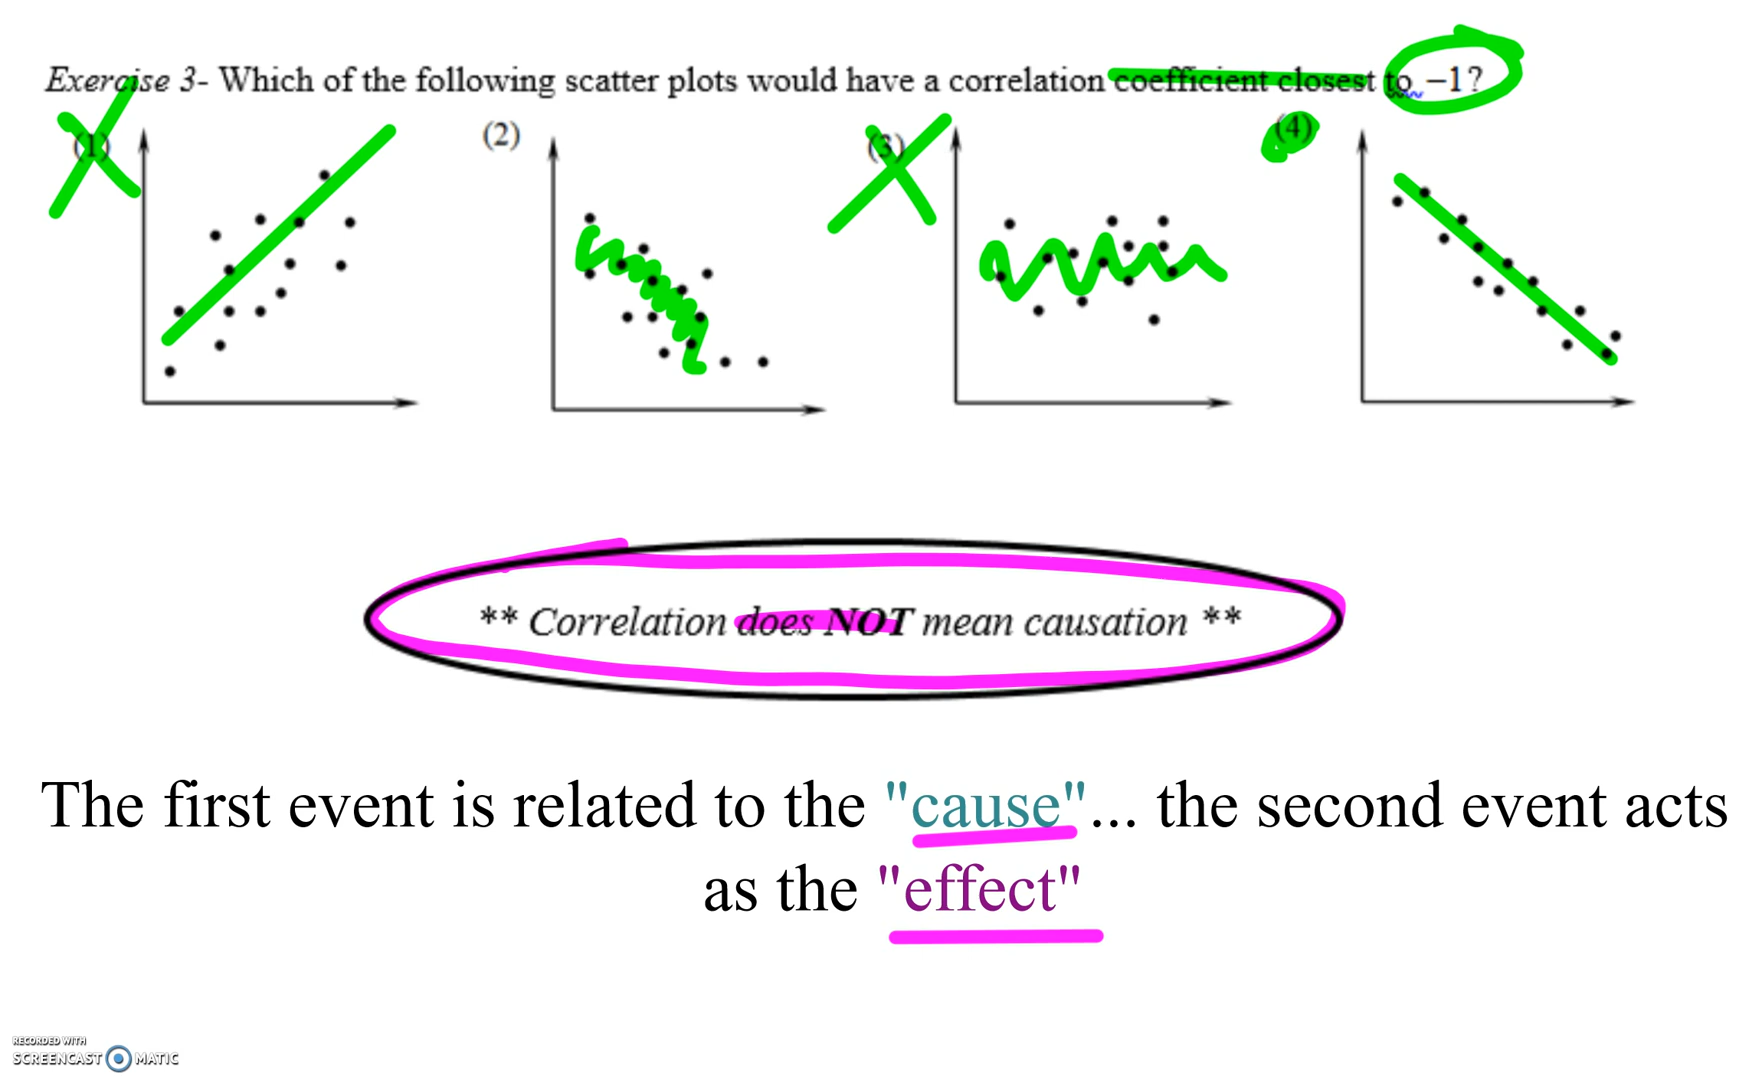 Exercise 3- Which of the following scatter plots would have a correlation coefficient closest to –1?
(1) (2) (3) (4)
** Correlation does NOT mean causation **
The first event is related to the "cause"... the second event acts
as the "effect"
RECORDED WITH
SCREENCAST MATIC